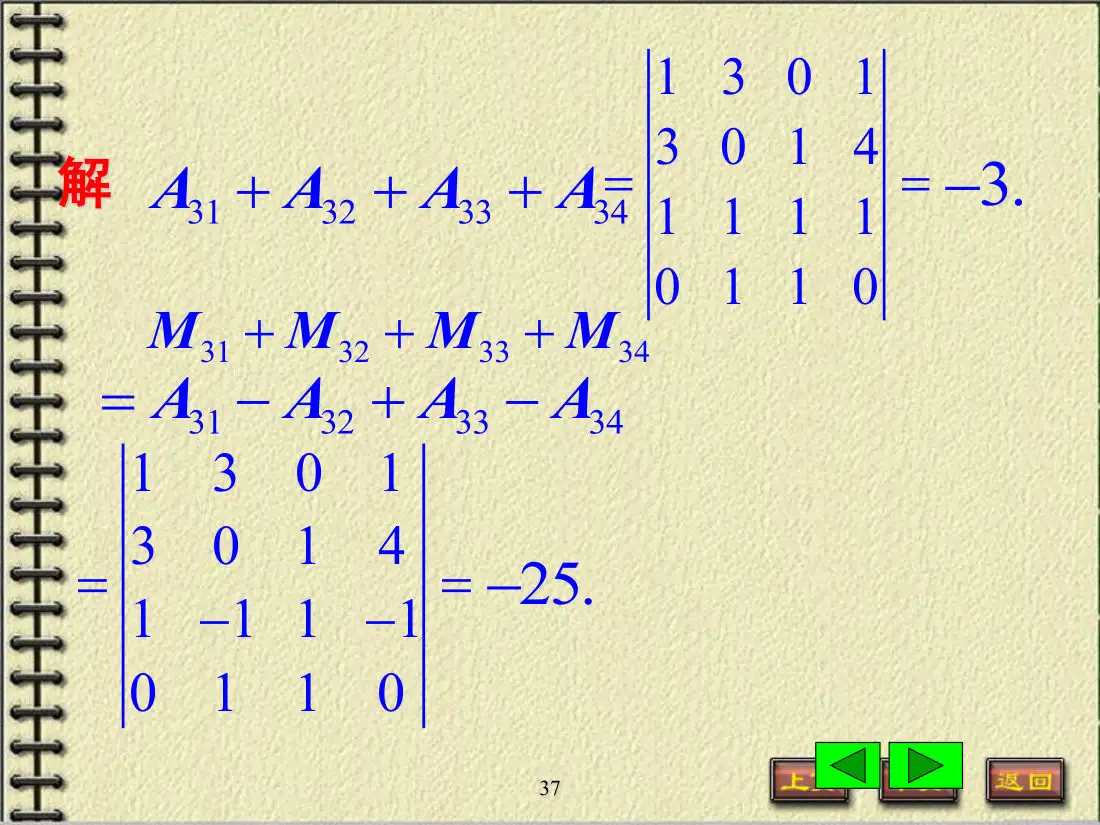 解 A31 + A32 + A33 + A34 = | 1 3 0 1 | = −3.
| 3 0 1 4 |
| 1 1 1 1 |
| 0 1 1 0 |
M31 + M32 + M33 + M34
= A31 − A32 + A33 − A34
= | 1 3 0 1 | = −25.
| 3 0 1 4 |
| 1 −1 1 −1 |
| 0 1 1 0 |
37
上
返回